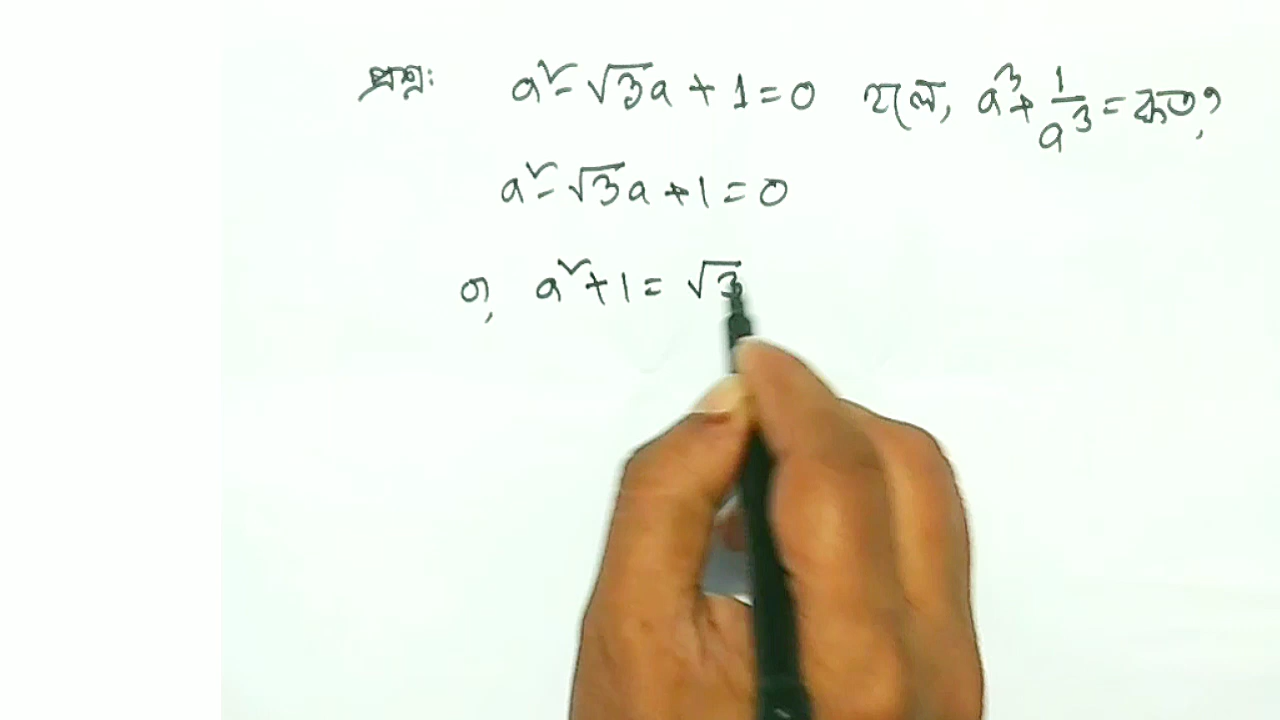 প্রশ্ন: a² - √3a + 1 = 0 হলে, a³ + 1/a³ = কত?
a² - √3a + 1 = 0
বা, a² + 1 = √3